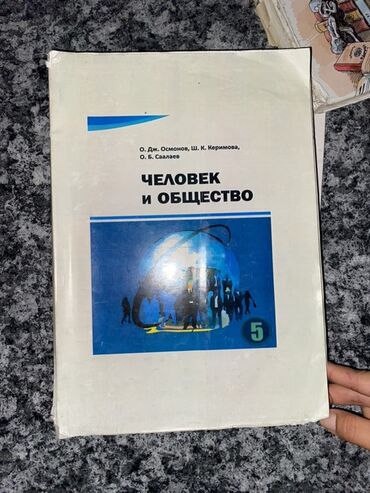 О. Дж. Осмонов, Ш. К. Керимова,
О. Б. Саалаев
ЧЕЛОВЕК
И ОБЩЕСТВО
5